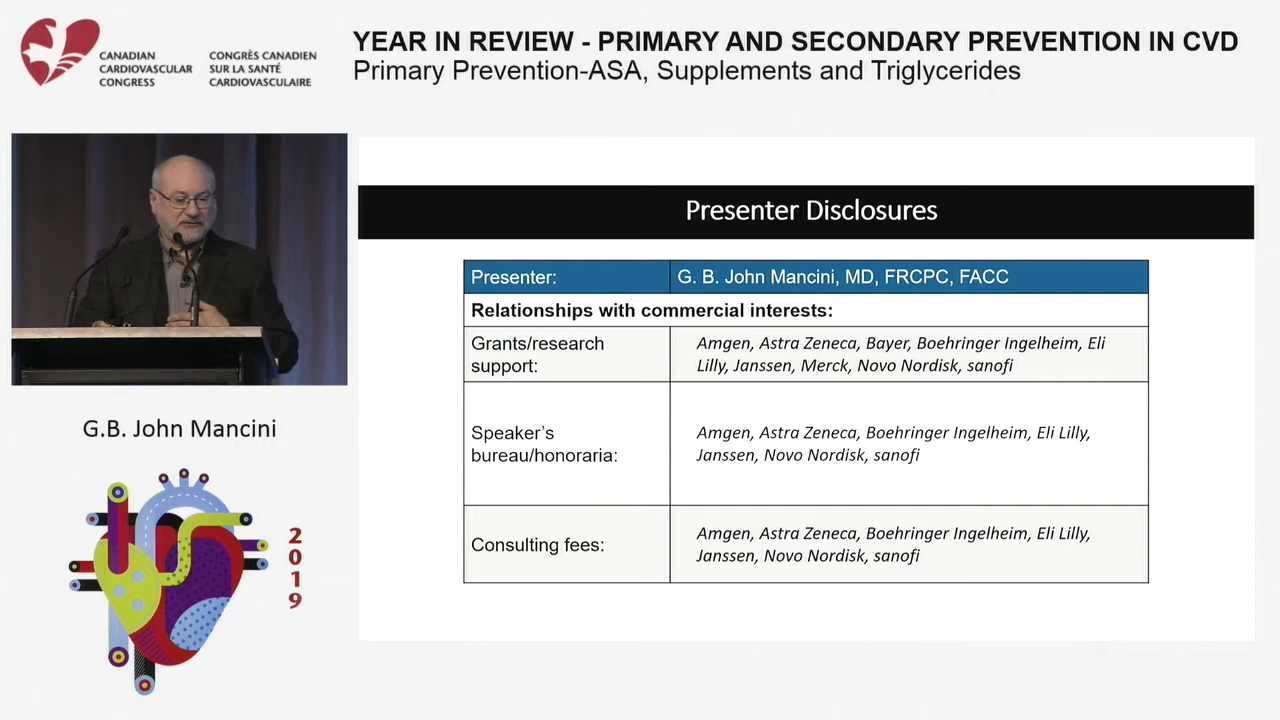 CANADIAN
CARDIOVASCULAR
CONGRESS
CONGRÈS CANADIEN
SUR LA SANTÉ
CARDIOVASCULAIRE
YEAR IN REVIEW - PRIMARY AND SECONDARY PREVENTION IN CVD
Primary Prevention-ASA, Supplements and Triglycerides
G.B. John Mancini
2019
Presenter Disclosures
Presenter: G. B. John Mancini, MD, FRCPC, FACC
Relationships with commercial interests:
Grants/research
support:
Amgen, Astra Zeneca, Bayer, Boehringer Ingelheim, Eli
Lilly, Janssen, Merck, Novo Nordisk, sanofi
Speaker's
bureau/honoraria:
Amgen, Astra Zeneca, Boehringer Ingelheim, Eli Lilly,
Janssen, Novo Nordisk, sanofi
Consulting fees:
Amgen, Astra Zeneca, Boehringer Ingelheim, Eli Lilly,
Janssen, Novo Nordisk, sanofi